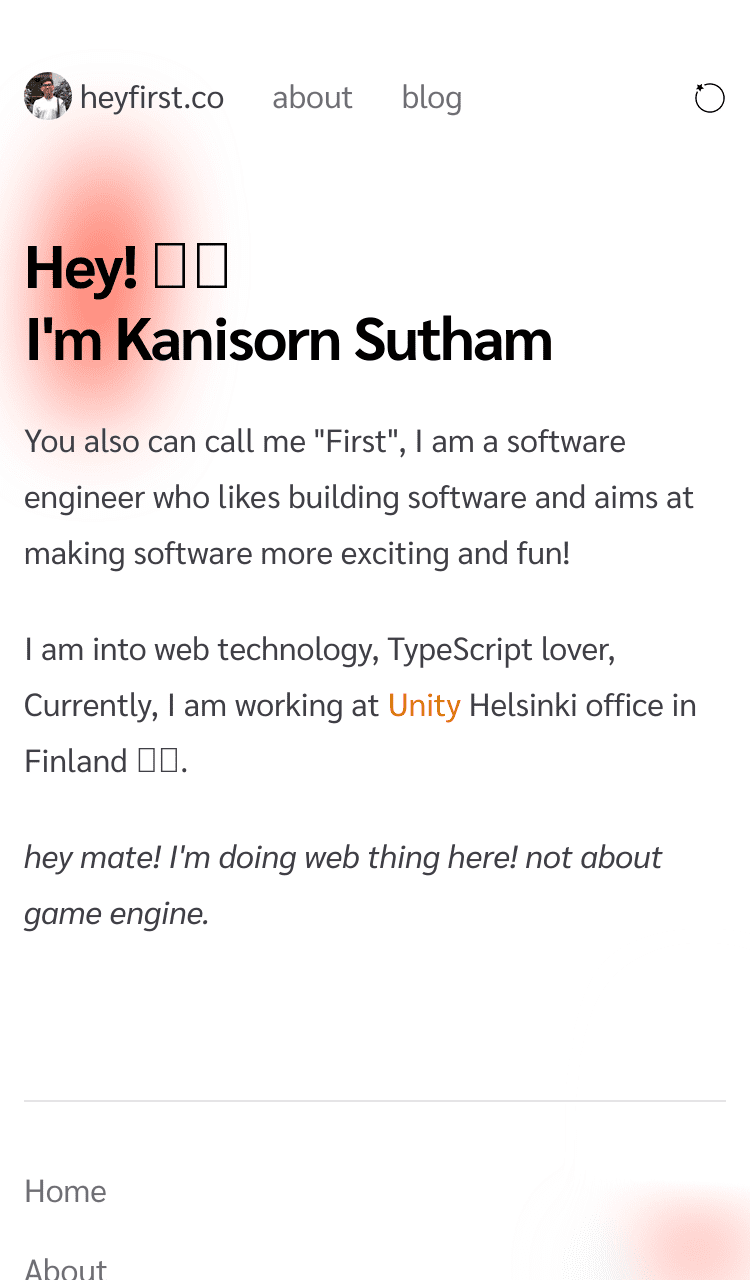 heyfirst.co about blog
Hey! 
I'm Kanisorn Sutham
You also can call me "First", I am a software
engineer who likes building software and aims at
making software more exciting and fun!
I am into web technology, TypeScript lover,
Currently, I am working at Unity Helsinki office in
Finland .
hey mate! I'm doing web thing here! not about
game engine.
Home
About